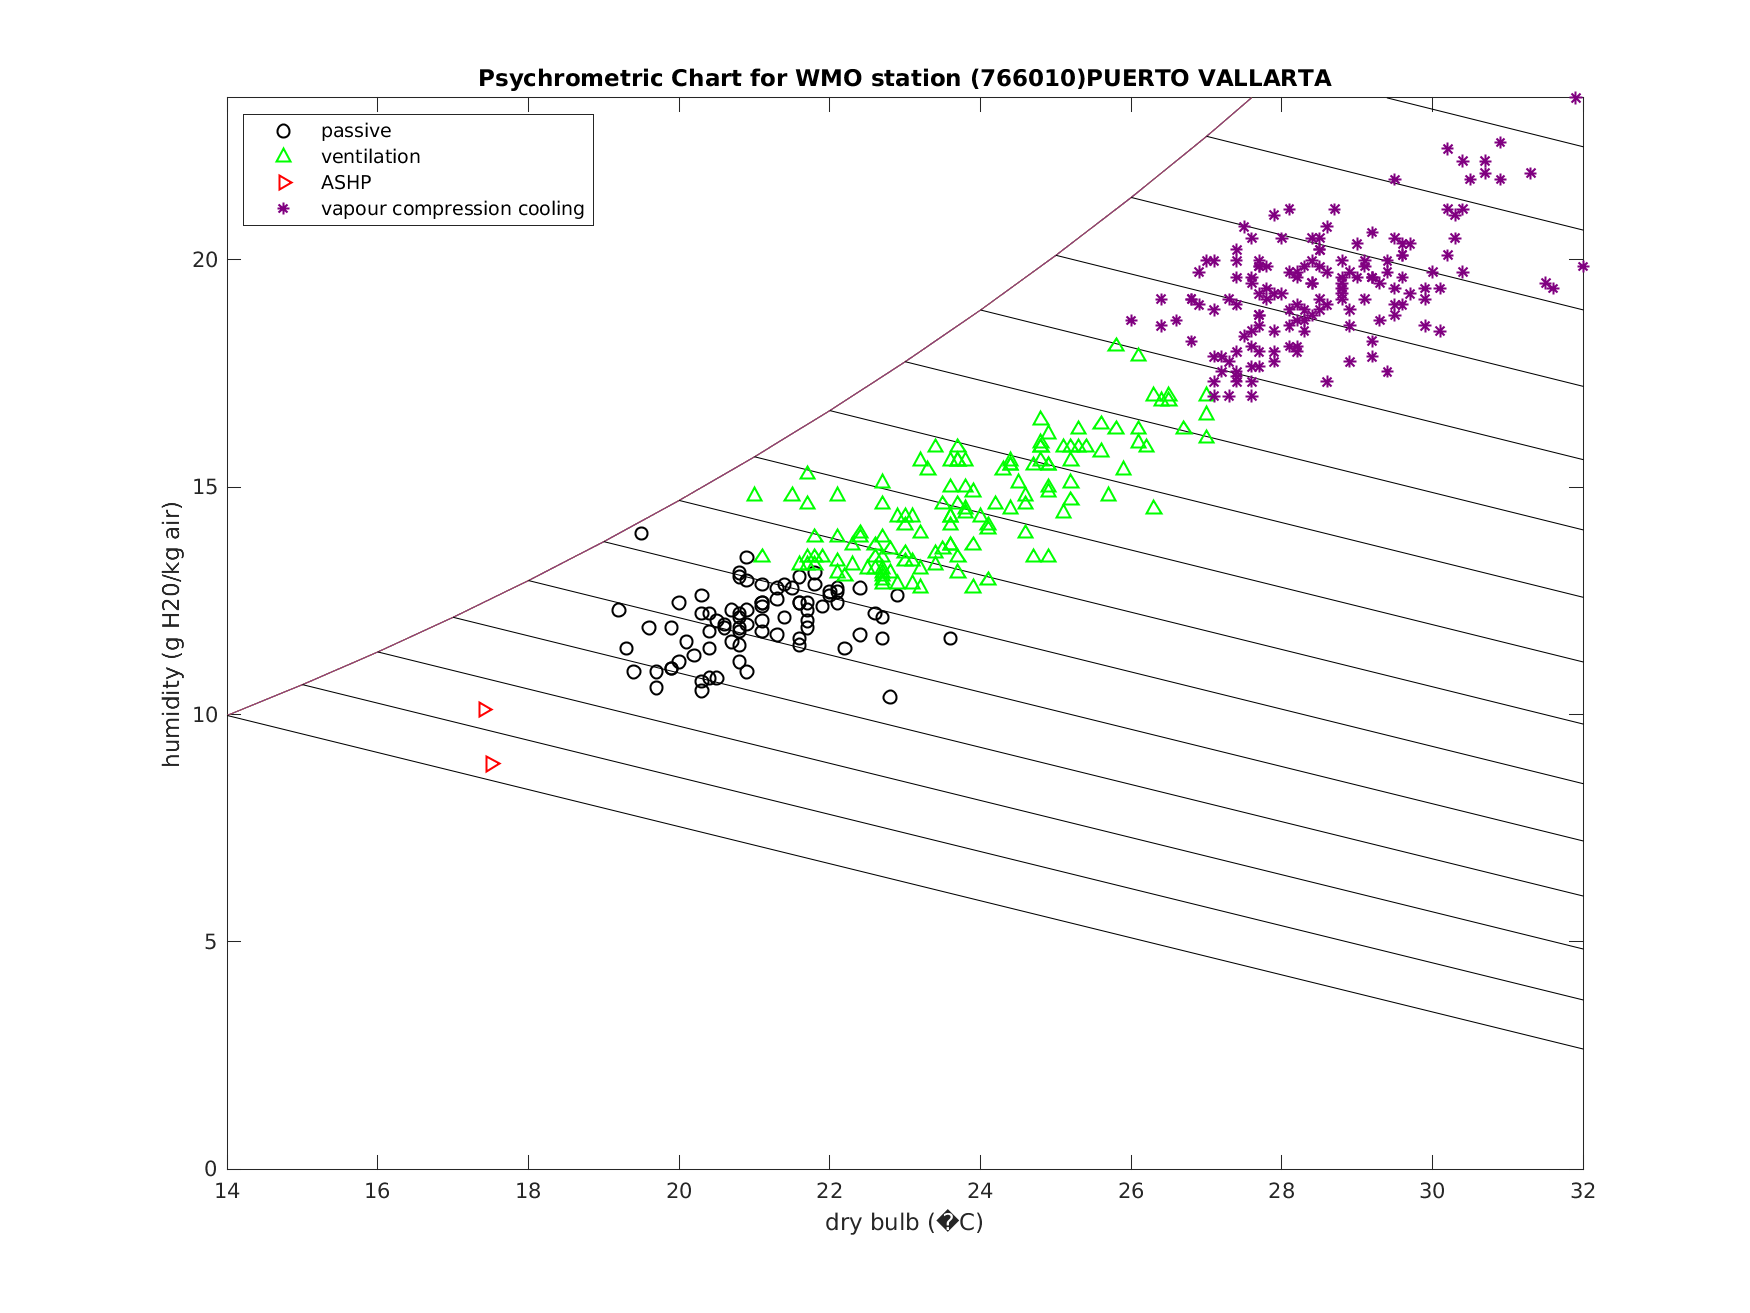 Psychrometric Chart for WMO station (766010)PUERTO VALLARTA
passive
ventilation
ASHP
vapour compression cooling
humidity (g H20/kg air)
20
15
10
5
0
14 16 18 20 22 24 26 28 30 32
dry bulb (�C)